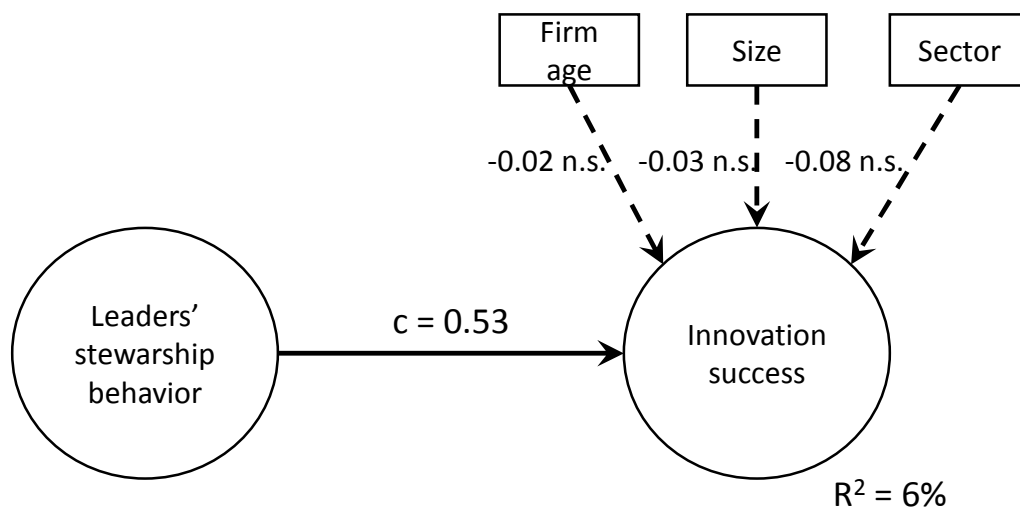 Firm
age
Size
Sector
-0.02 n.s.
-0.03 n.s.
-0.08 n.s.
Leaders’
stewarship
behavior
c = 0.53
Innovation
success
R² = 6%